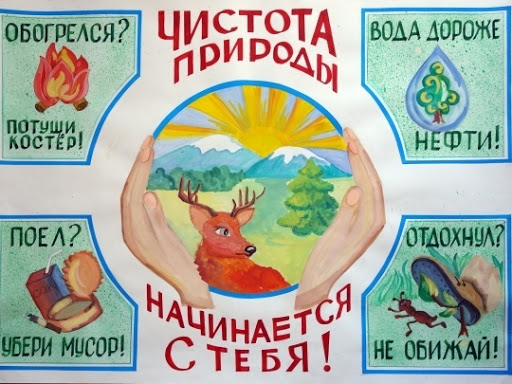 ЧИСТОТА
ПРИРОДЫ
НАЧИНАЕТСЯ
С ТЕБЯ!
ОБОГРЕЛСЯ?
ПОТУШИ
КОСТЁР!
ВОДА ДОРОЖЕ
НЕФТИ!
ПОЕЛ?
УБЕРИ МУСОР!
ОТДОХНУЛ?
НЕ ОБИЖАЙ!